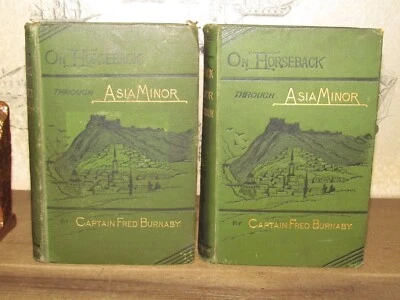 On Horseback
Through
Asia Minor
By
Captain Fred Burnaby
On Horseback
Through
Asia Minor
By
Captain Fred Burnaby